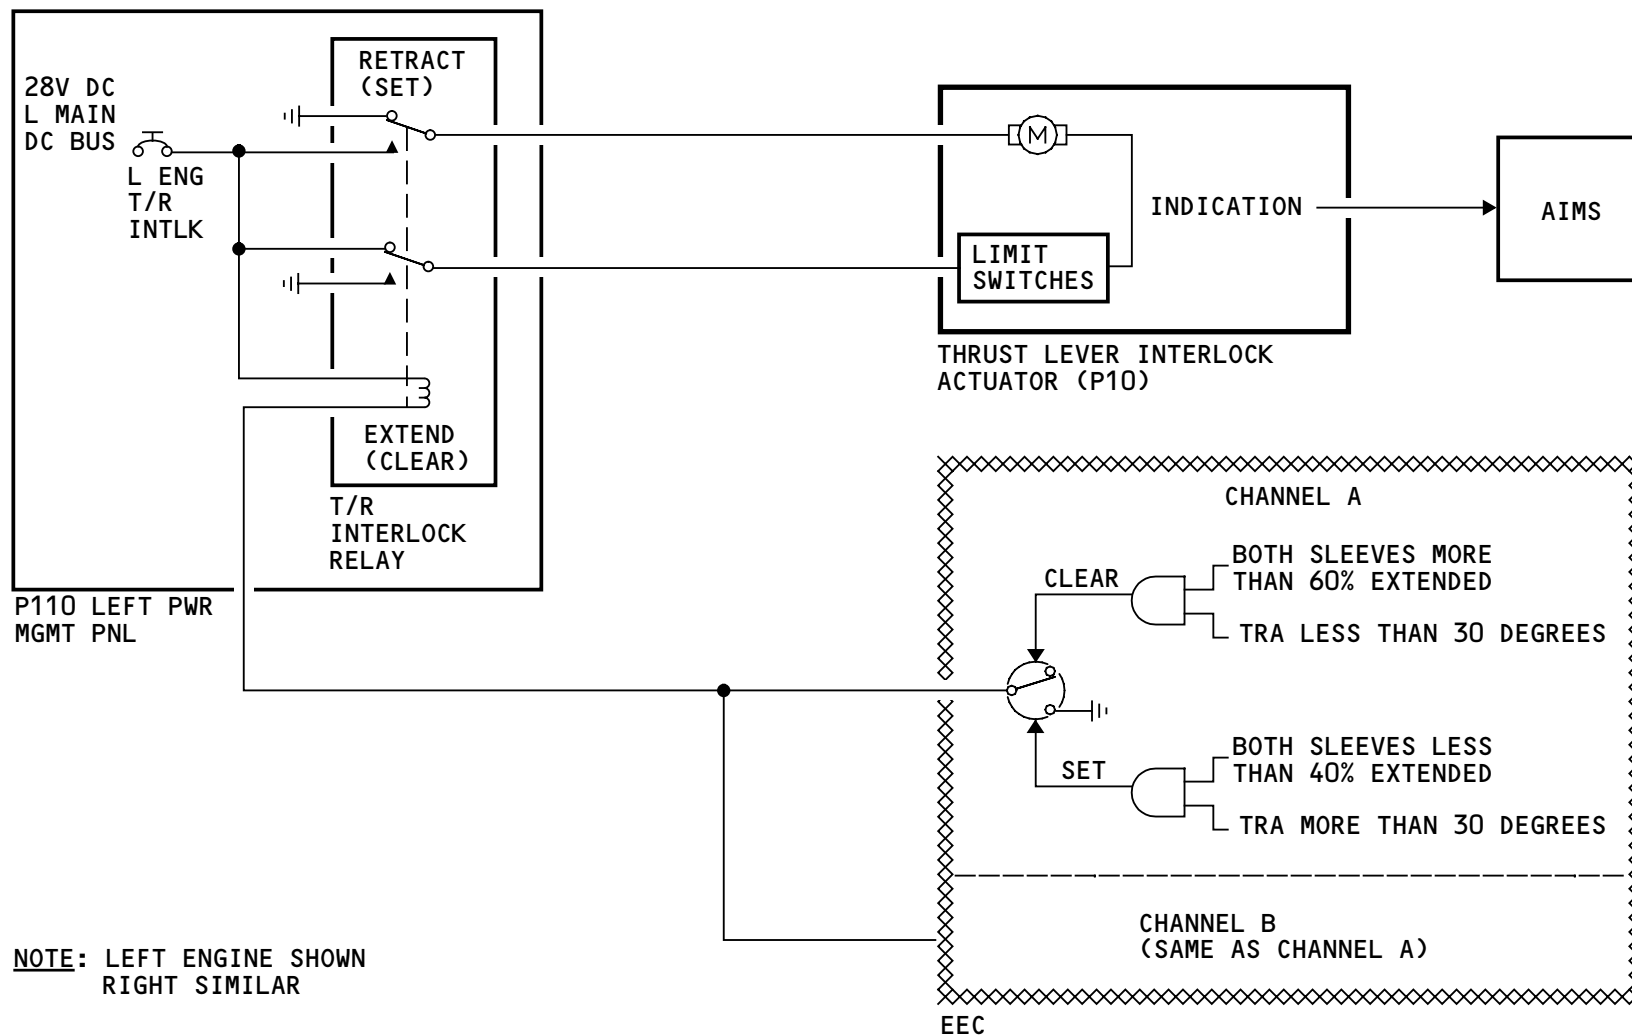 RETRACT
(SET)
28V DC
L MAIN
DC BUS
L ENG
T/R
INTLK
M
INDICATION
AIMS
LIMIT
SWITCHES
THRUST LEVER INTERLOCK
ACTUATOR (P10)
EXTEND
(CLEAR)
T/R
INTERLOCK
RELAY
P110 LEFT PWR
MGMT PNL
CHANNEL A
BOTH SLEEVES MORE
THAN 60% EXTENDED
CLEAR
TRA LESS THAN 30 DEGREES
BOTH SLEEVES LESS
THAN 40% EXTENDED
SET
TRA MORE THAN 30 DEGREES
CHANNEL B
(SAME AS CHANNEL A)
NOTE: LEFT ENGINE SHOWN
RIGHT SIMILAR
EEC